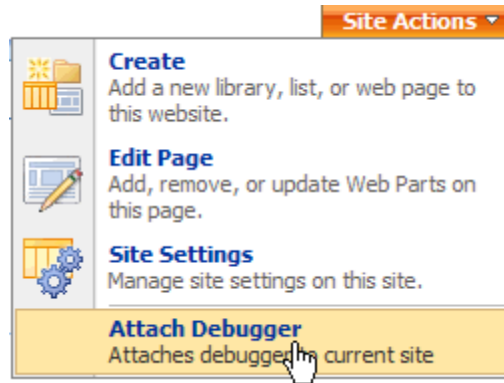 Site Actions
Create
Add a new library, list, or web page to
this website.
Edit Page
Add, remove, or update Web Parts on
this page.
Site Settings
Manage site settings on this site.
Attach Debugger
Attaches debugger current site